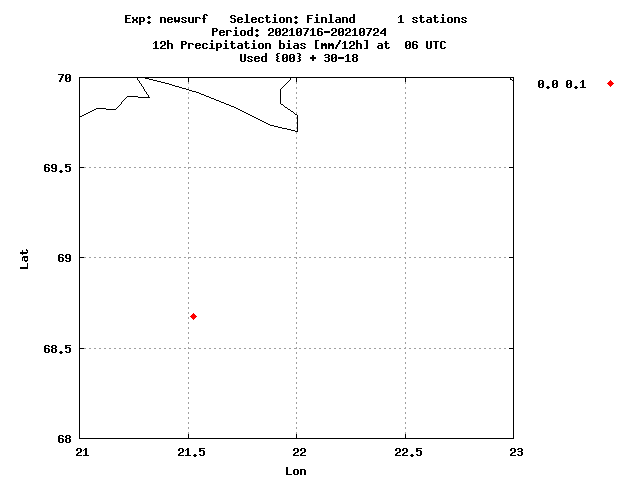 Exp: newsurf Selection: Finland 1 stations
Period: 20210716-20210724
12h Precipitation bias [mm/12h] at 06 UTC
Used {00} + 30-18
0.0 0.1
70
69.5
69
68.5
68
Lat
21 21.5 22 22.5 23
Lon